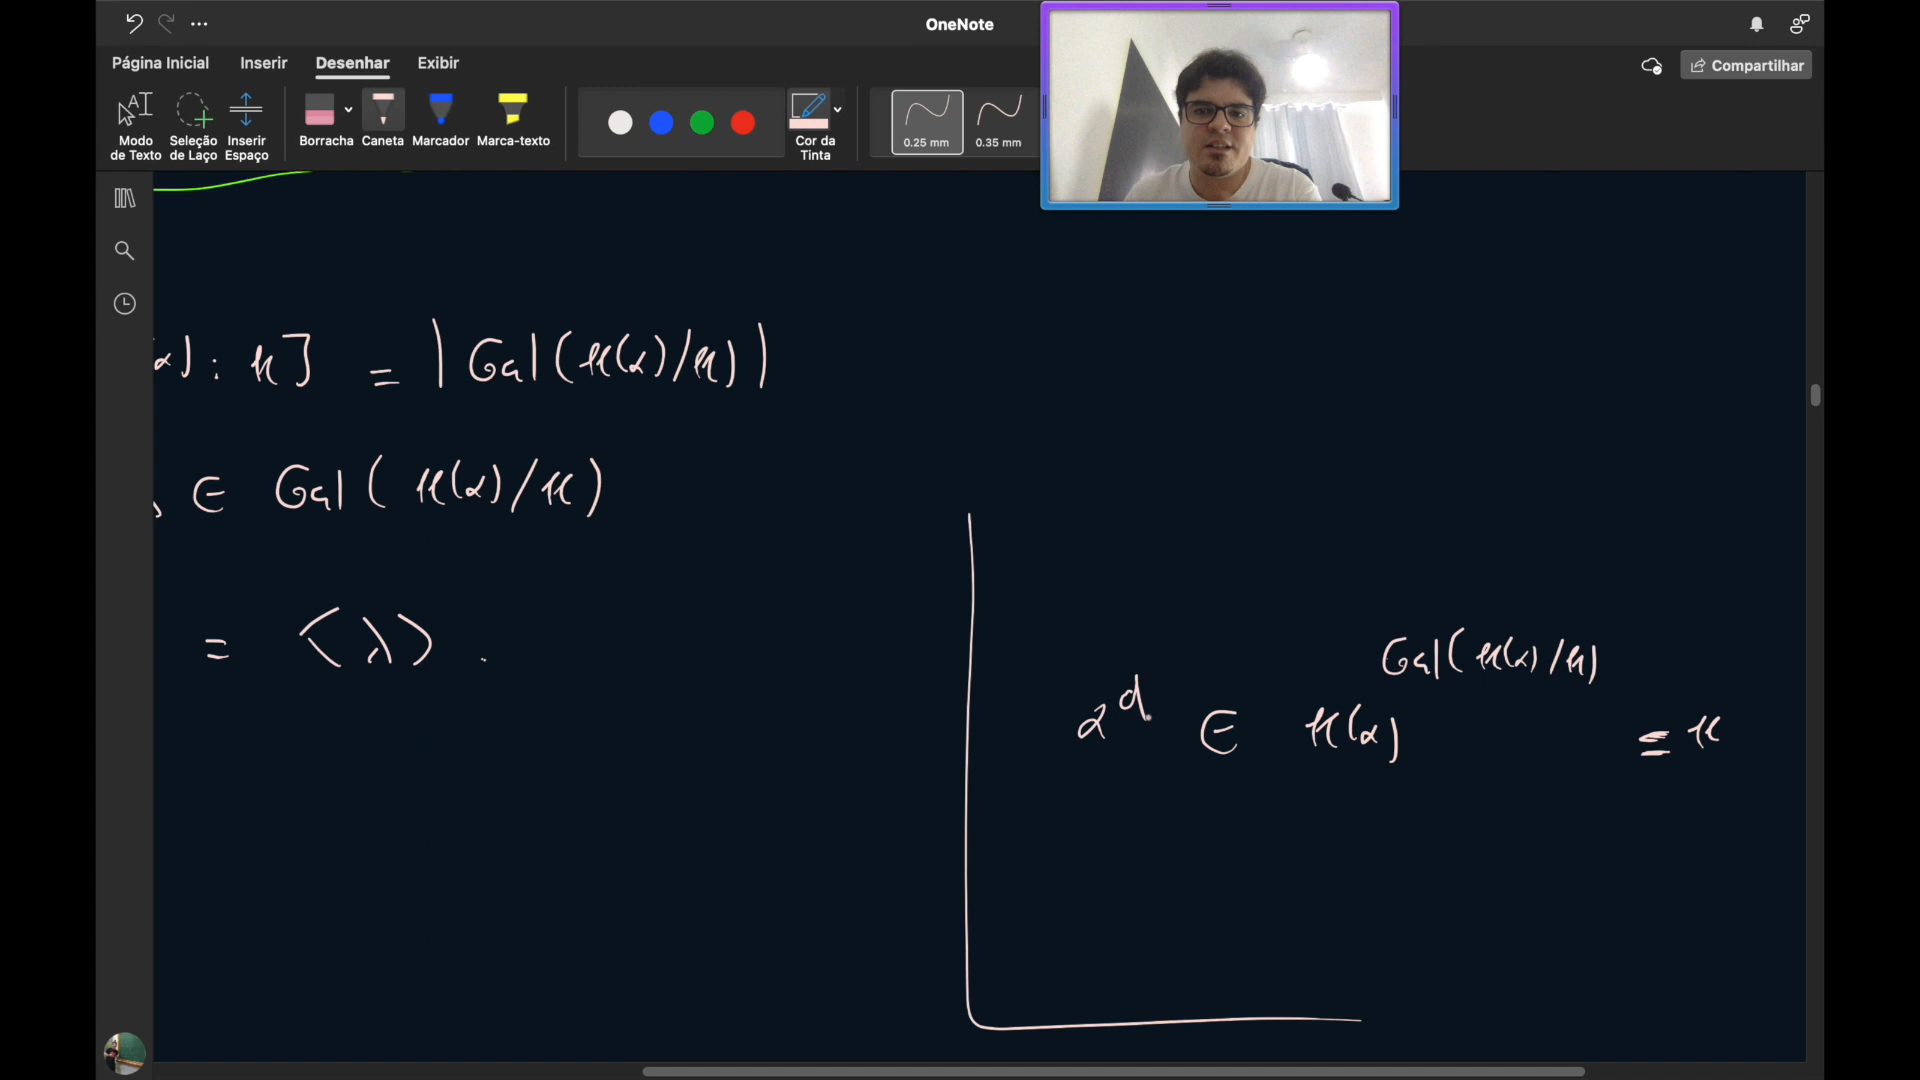 OneNote
Página Inicial Inserir Desenhar Exibir
Compartilhar
Modo de Texto
Seleção de Laço
Inserir Espaço
Borracha
Caneta
Marcador
Marca-texto
Cor da Tinta
0.25 mm
0.35 mm
α) : K] = | Gal(K(α)/K) |
∈ Gal( K(α)/K)
= <λ> .
α^d ∈ K(α)^Gal(K(α)/K) = K